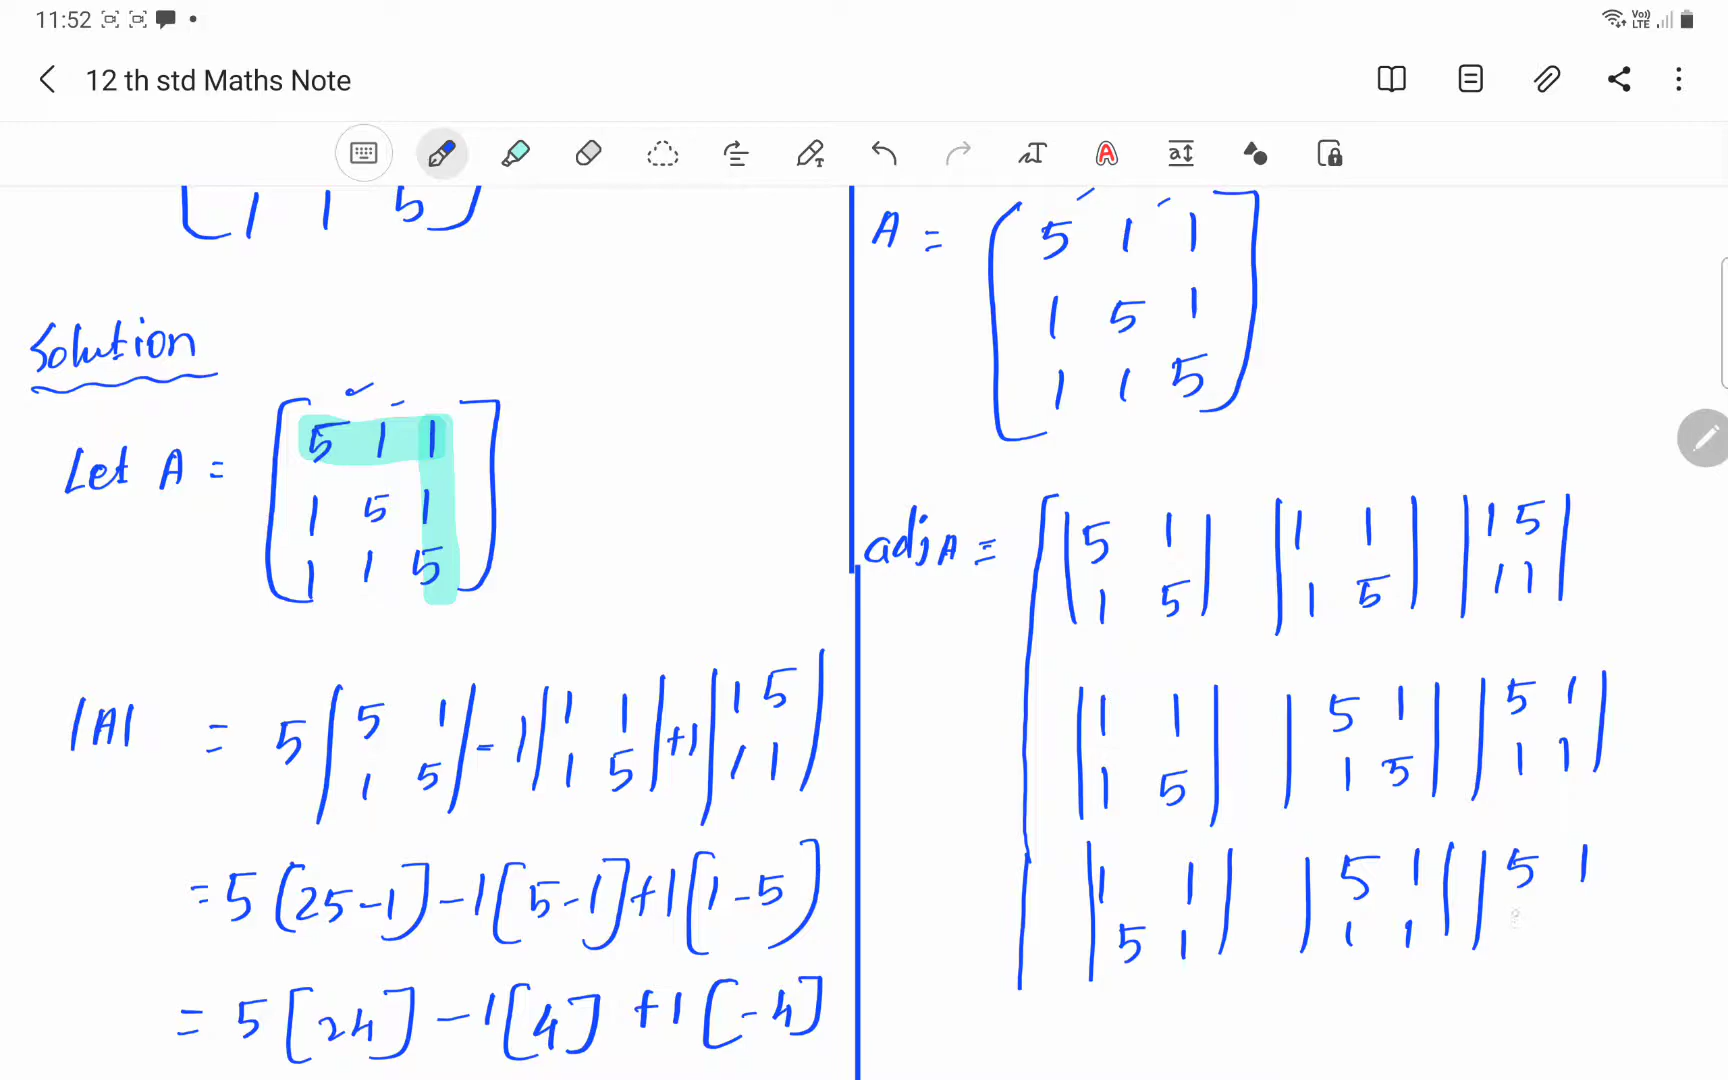 11:52
Vo)) LTE
12 th std Maths Note
1 1 5
Solution
Let A = [5 1 1
1 5 1
1 1 5]
|A| = 5 |5 1 - 1 |1 1 +1 |1 5
1 5| 1 5| 1 1|
= 5 (25-1] - 1 [5-1] + 1 [1-5)
= 5 [24] - 1 [4] + 1 [-4]
A = [5 1 1
1 5 1
1 1 5]
adj A = [|5 1| |1 1| |1 5|
|1 5| |1 5| |1 1|
|1 1| |5 1| |5 1|
|1 5| |1 5| |1 1|
|1 1| |5 1| |5 1
|5 1| |1 1| |